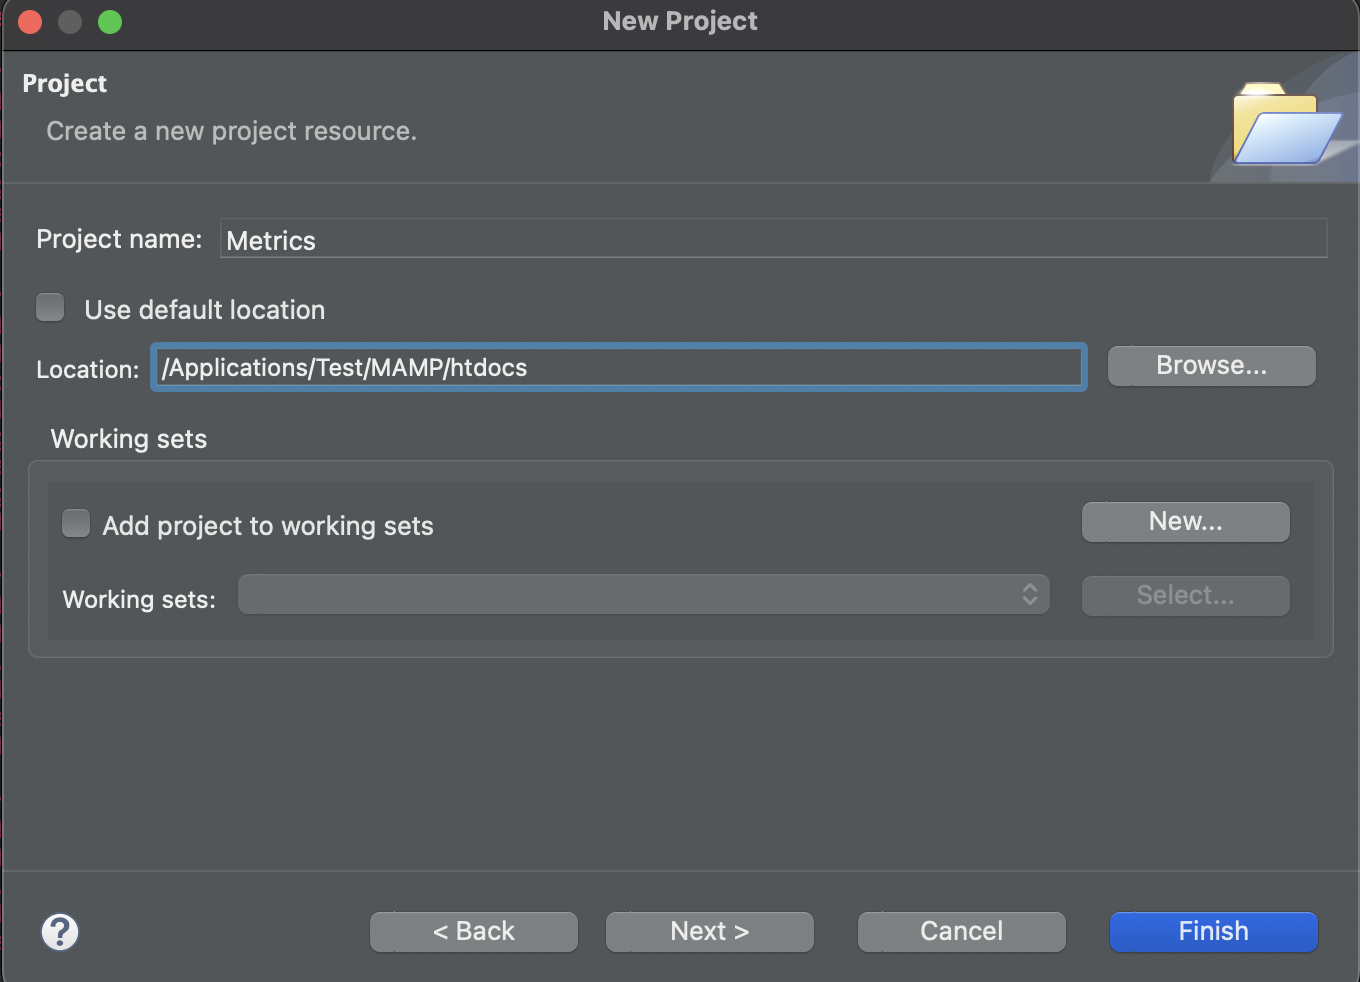 New Project
Project
Create a new project resource.
Project name: Metrics
Use default location
Location: /Applications/Test/MAMP/htdocs Browse...
Working sets
Add project to working sets New...
Working sets: Select...
? < Back Next > Cancel Finish